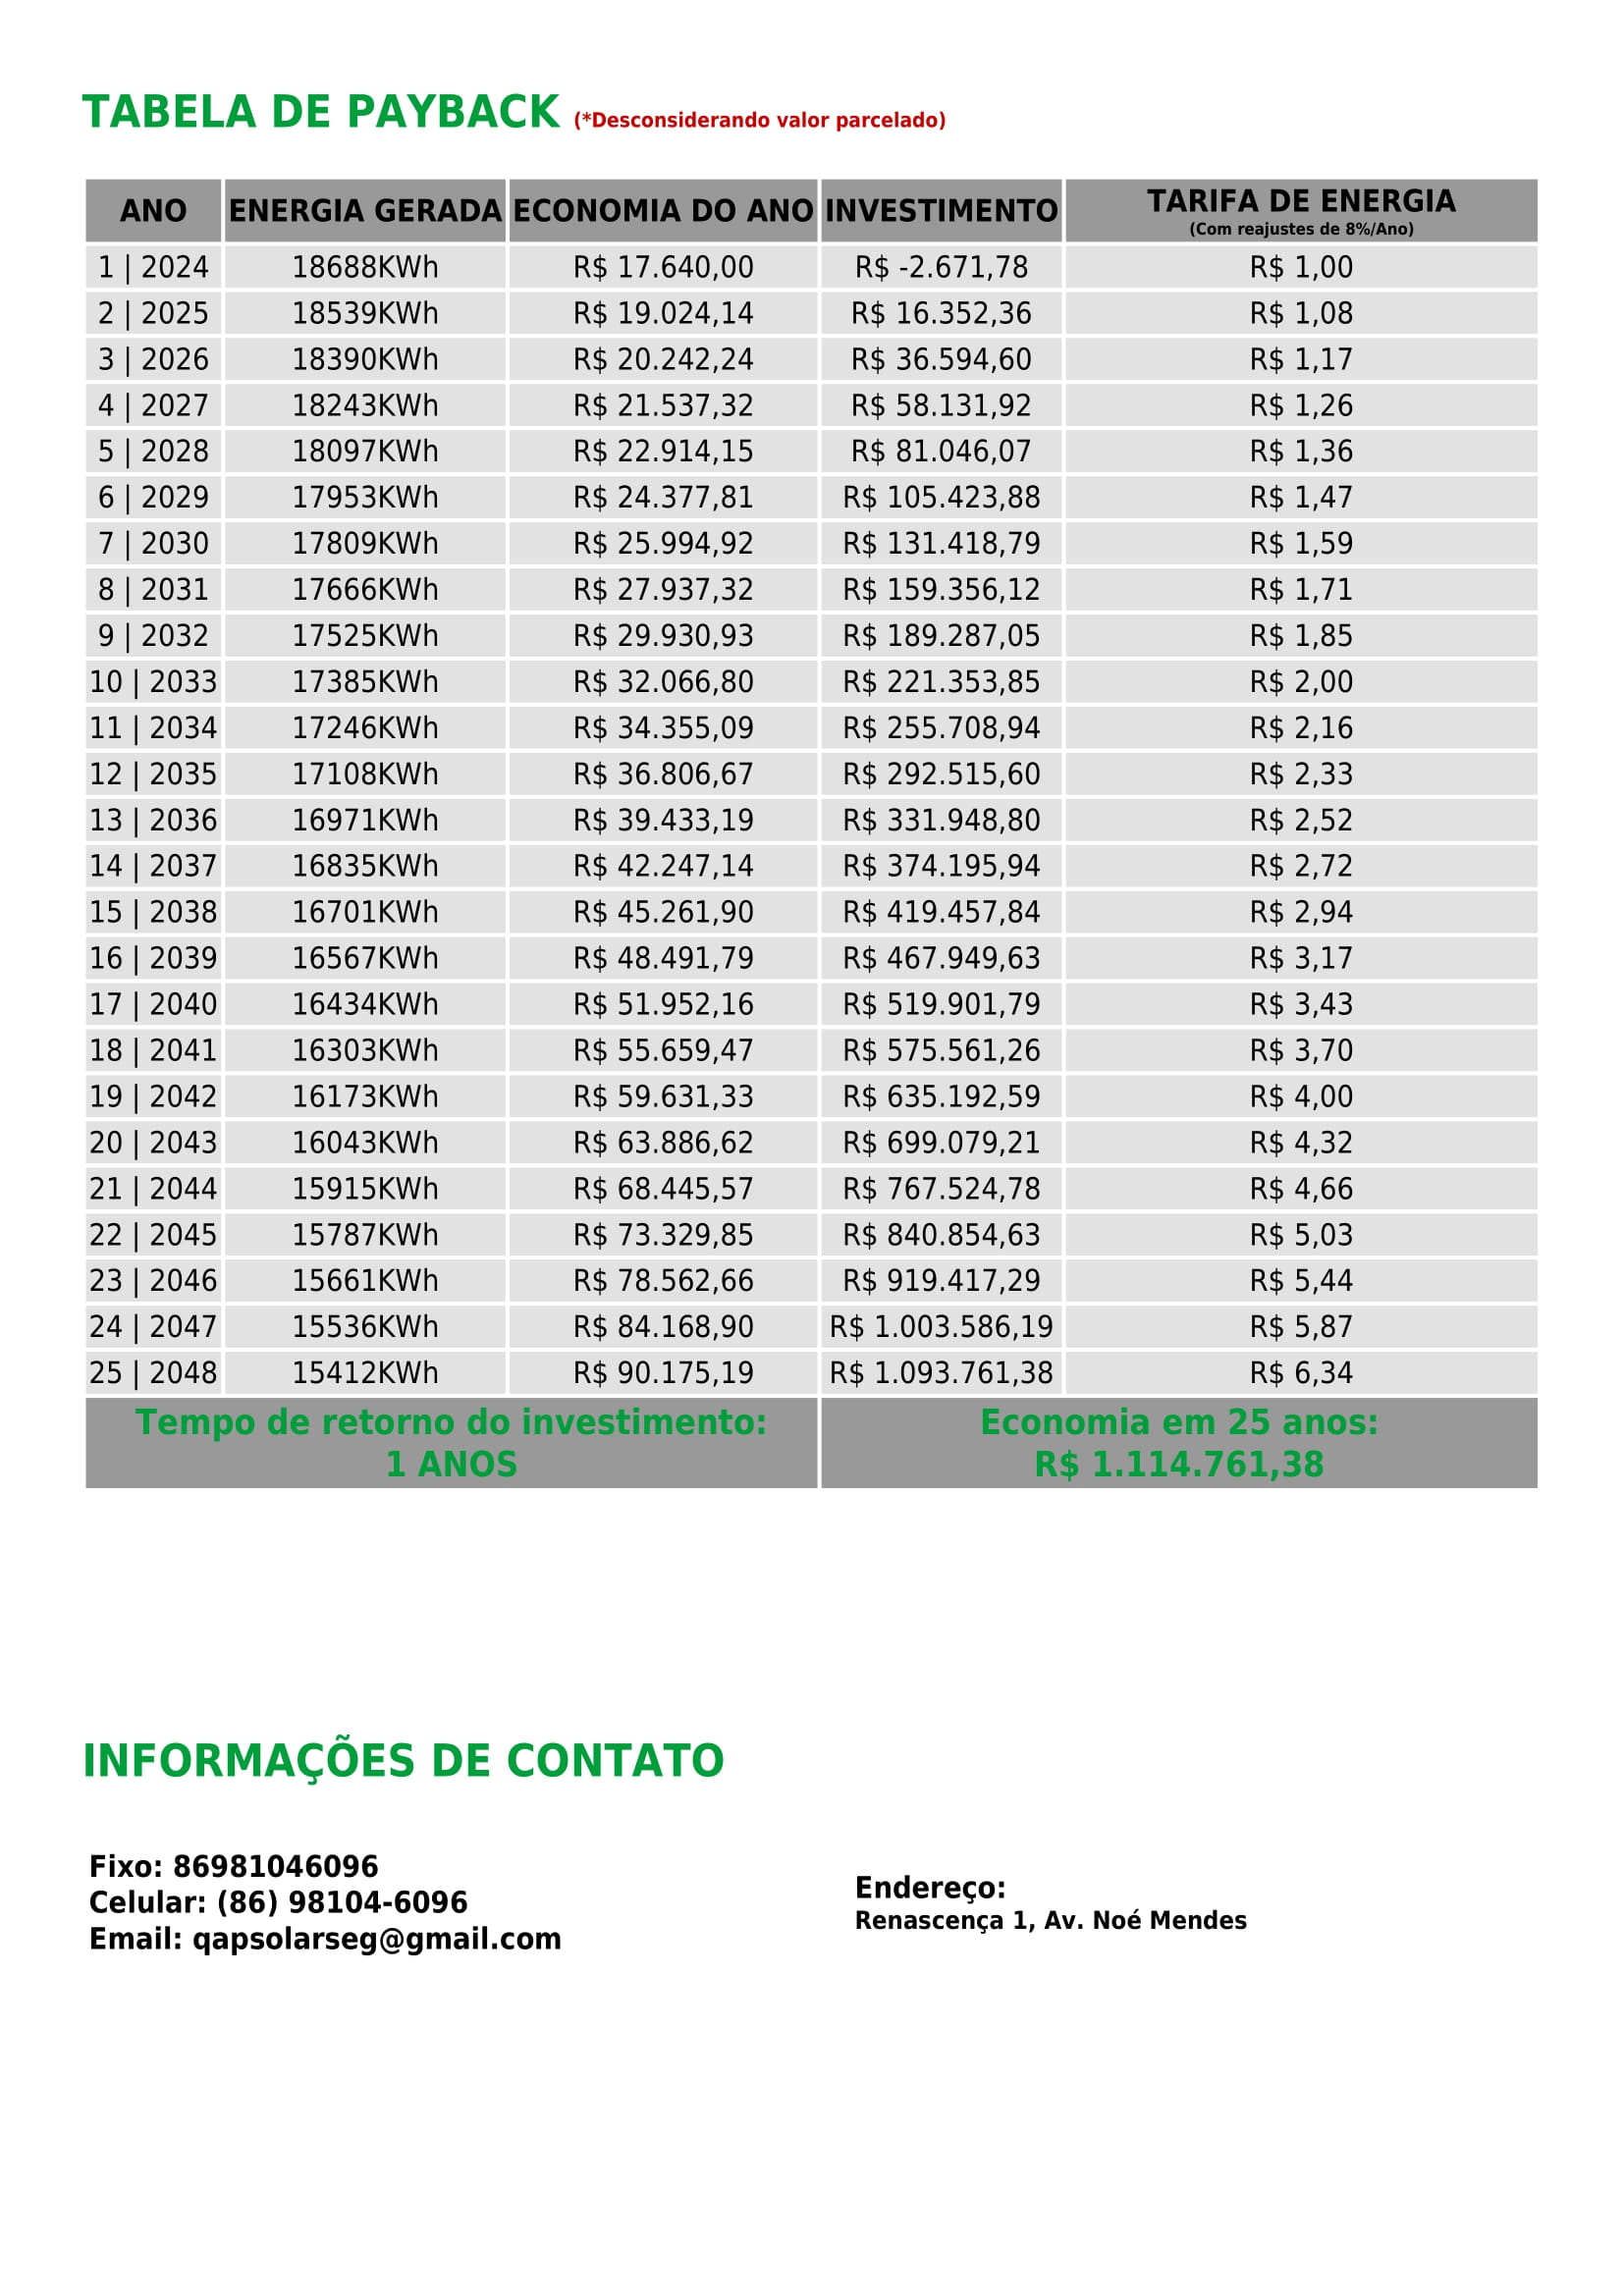 TABELA DE PAYBACK (*Desconsiderando valor parcelado)
ANO ENERGIA GERADA ECONOMIA DO ANO INVESTIMENTO TARIFA DE ENERGIA
(Com reajustes de 8%/Ano)
1 | 2024 18688KWh R$ 17.640,00 R$ -2.671,78 R$ 1,00
2 | 2025 18539KWh R$ 19.024,14 R$ 16.352,36 R$ 1,08
3 | 2026 18390KWh R$ 20.242,24 R$ 36.594,60 R$ 1,17
4 | 2027 18243KWh R$ 21.537,32 R$ 58.131,92 R$ 1,26
5 | 2028 18097KWh R$ 22.914,15 R$ 81.046,07 R$ 1,36
6 | 2029 17953KWh R$ 24.377,81 R$ 105.423,88 R$ 1,47
7 | 2030 17809KWh R$ 25.994,92 R$ 131.418,79 R$ 1,59
8 | 2031 17666KWh R$ 27.937,32 R$ 159.356,12 R$ 1,71
9 | 2032 17525KWh R$ 29.930,93 R$ 189.287,05 R$ 1,85
10 | 2033 17385KWh R$ 32.066,80 R$ 221.353,85 R$ 2,00
11 | 2034 17246KWh R$ 34.355,09 R$ 255.708,94 R$ 2,16
12 | 2035 17108KWh R$ 36.806,67 R$ 292.515,60 R$ 2,33
13 | 2036 16971KWh R$ 39.433,19 R$ 331.948,80 R$ 2,52
14 | 2037 16835KWh R$ 42.247,14 R$ 374.195,94 R$ 2,72
15 | 2038 16701KWh R$ 45.261,90 R$ 419.457,84 R$ 2,94
16 | 2039 16567KWh R$ 48.491,79 R$ 467.949,63 R$ 3,17
17 | 2040 16434KWh R$ 51.952,16 R$ 519.901,79 R$ 3,43
18 | 2041 16303KWh R$ 55.659,47 R$ 575.561,26 R$ 3,70
19 | 2042 16173KWh R$ 59.631,33 R$ 635.192,59 R$ 4,00
20 | 2043 16043KWh R$ 63.886,62 R$ 699.079,21 R$ 4,32
21 | 2044 15915KWh R$ 68.445,57 R$ 767.524,78 R$ 4,66
22 | 2045 15787KWh R$ 73.329,85 R$ 840.854,63 R$ 5,03
23 | 2046 15661KWh R$ 78.562,66 R$ 919.417,29 R$ 5,44
24 | 2047 15536KWh R$ 84.168,90 R$ 1.003.586,19 R$ 5,87
25 | 2048 15412KWh R$ 90.175,19 R$ 1.093.761,38 R$ 6,34
Tempo de retorno do investimento:
1 ANOS
Economia em 25 anos:
R$ 1.114.761,38
INFORMAÇÕES DE CONTATO
Fixo: 86981046096
Celular: (86) 98104-6096
Email: qapsolarseg@gmail.com
Endereço:
Renascença 1, Av. Noé Mendes